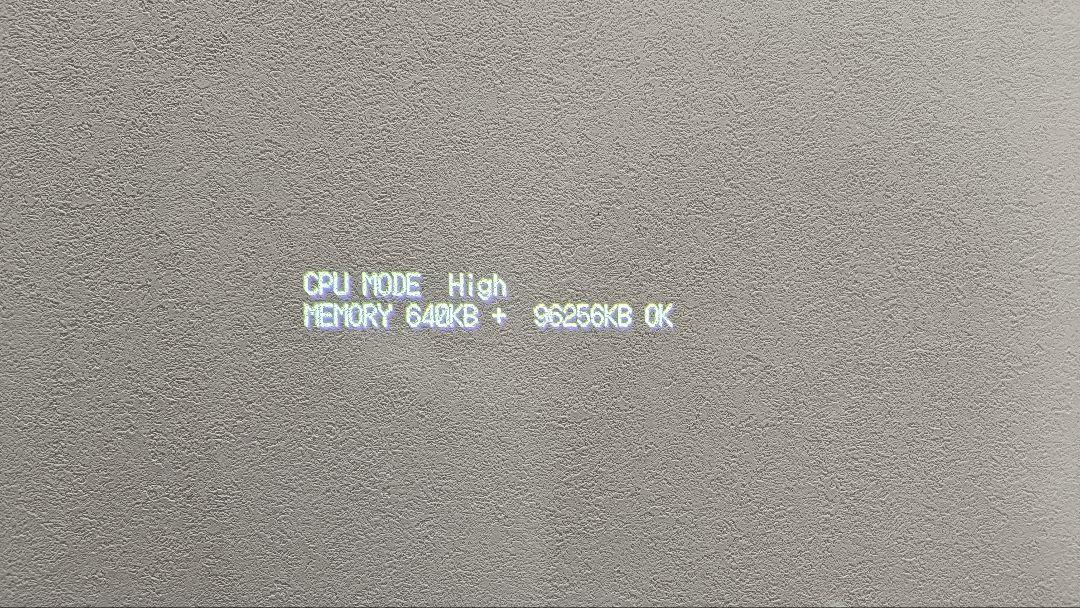 CPU MODE  High
MEMORY 640KB +  96256KB OK